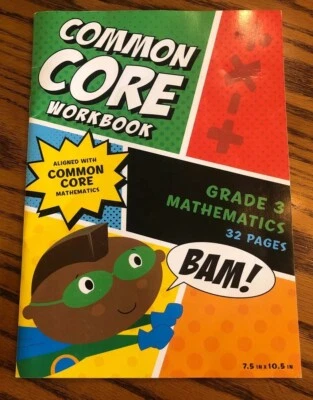 COMMON
CORE
WORKBOOK
ALIGNED WITH
COMMON
CORE
MATHEMATICS
GRADE 3
MATHEMATICS
32 PAGES
BAM!
7.5 IN X 10.5 IN